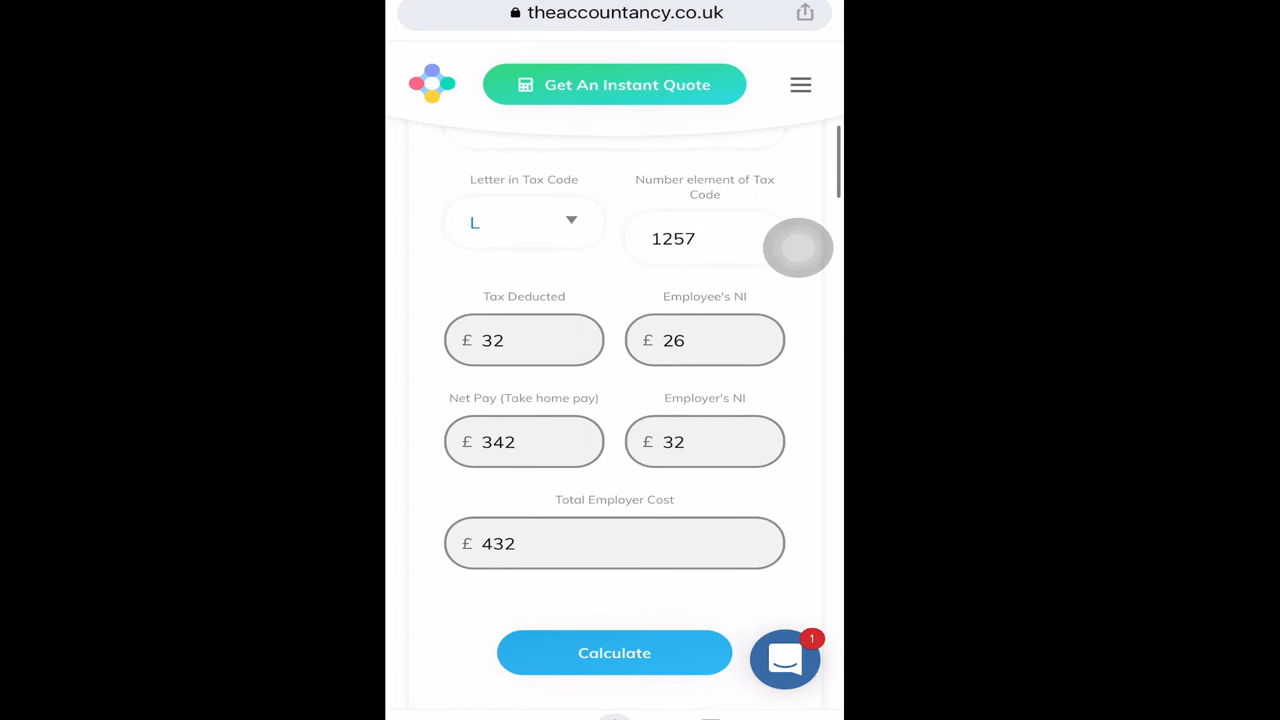 theaccountancy.co.uk
Get An Instant Quote
Letter in Tax Code
Number element of Tax
Code
L
1257
Tax Deducted
Employee's NI
£ 32
£ 26
Net Pay (Take home pay)
Employer's NI
£ 342
£ 32
Total Employer Cost
£ 432
Calculate
1